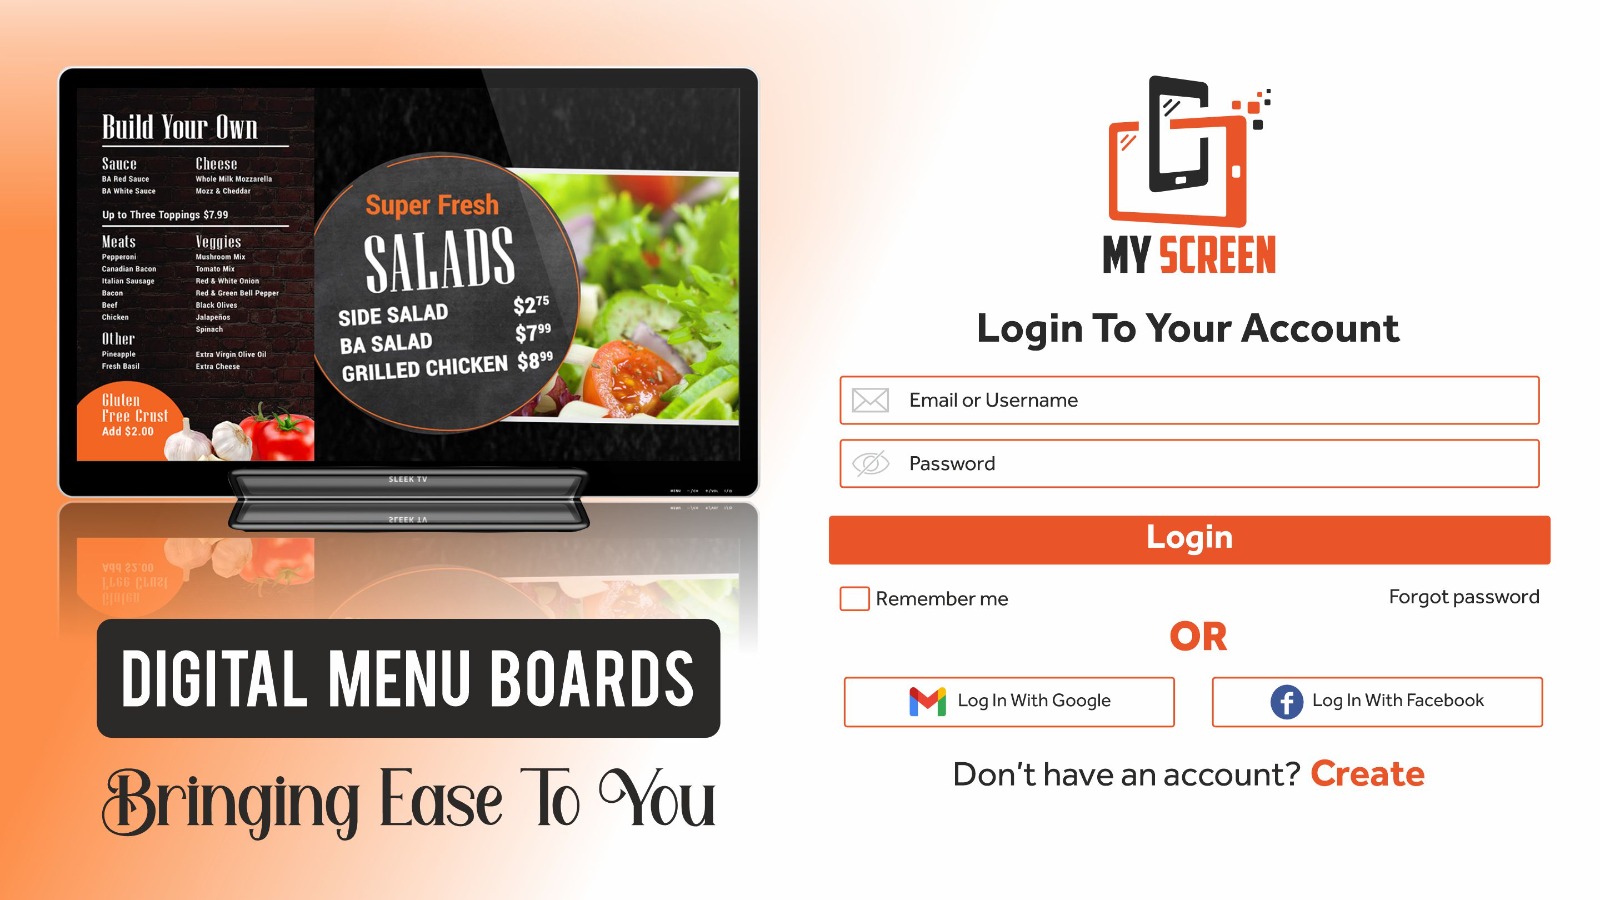 Build Your Own
Sauce
BA Red Sauce
BA White Sauce
Cheese
Whole Milk Mozzarella
Mozz & Cheddar
Up to Three Toppings $7.99
Meats
Pepperoni
Canadian Bacon
Italian Sausage
Bacon
Beef
Chicken
Veggies
Mushroom Mix
Tomato Mix
Red & White Onion
Red & Green Bell Pepper
Black Olives
Jalapeños
Spinach
Other
Pineapple
Fresh Basil
Extra Virgin Olive Oil
Extra Cheese
Gluten
Free Crust
Add $2.00
Super Fresh
SALADS
SIDE SALAD $2.75
BA SALAD $7.99
GRILLED CHICKEN $8.99
SLEEK TV
DIGITAL MENU BOARDS
Bringing Ease To You
MY SCREEN
Login To Your Account
Email or Username
Password
Login
Remember me
Forgot password
OR
Log In With Google
Log In With Facebook
Don't have an account? Create